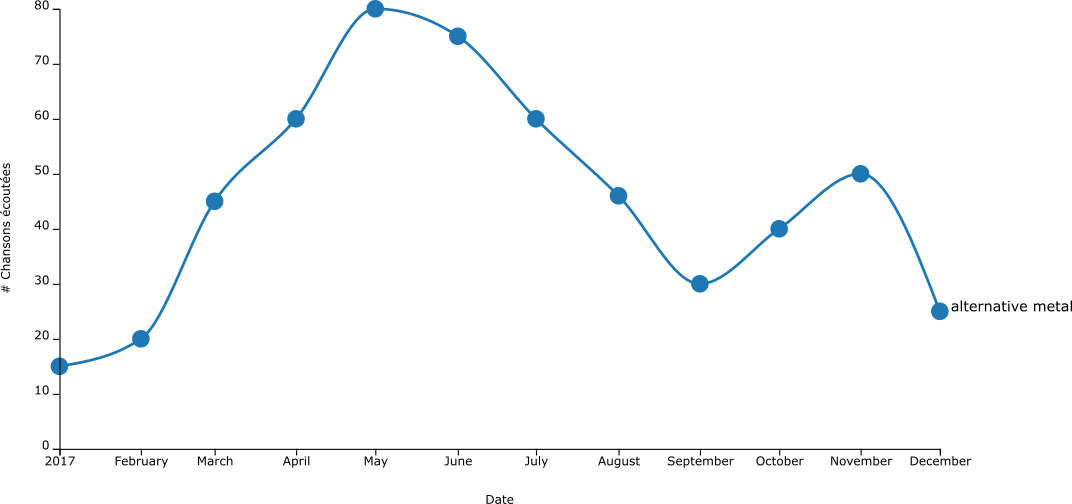 80
70
60
50
40
30
20
10
0
# Chansons écoutées
alternative metal
2017 February March April May June July August September October November December
Date